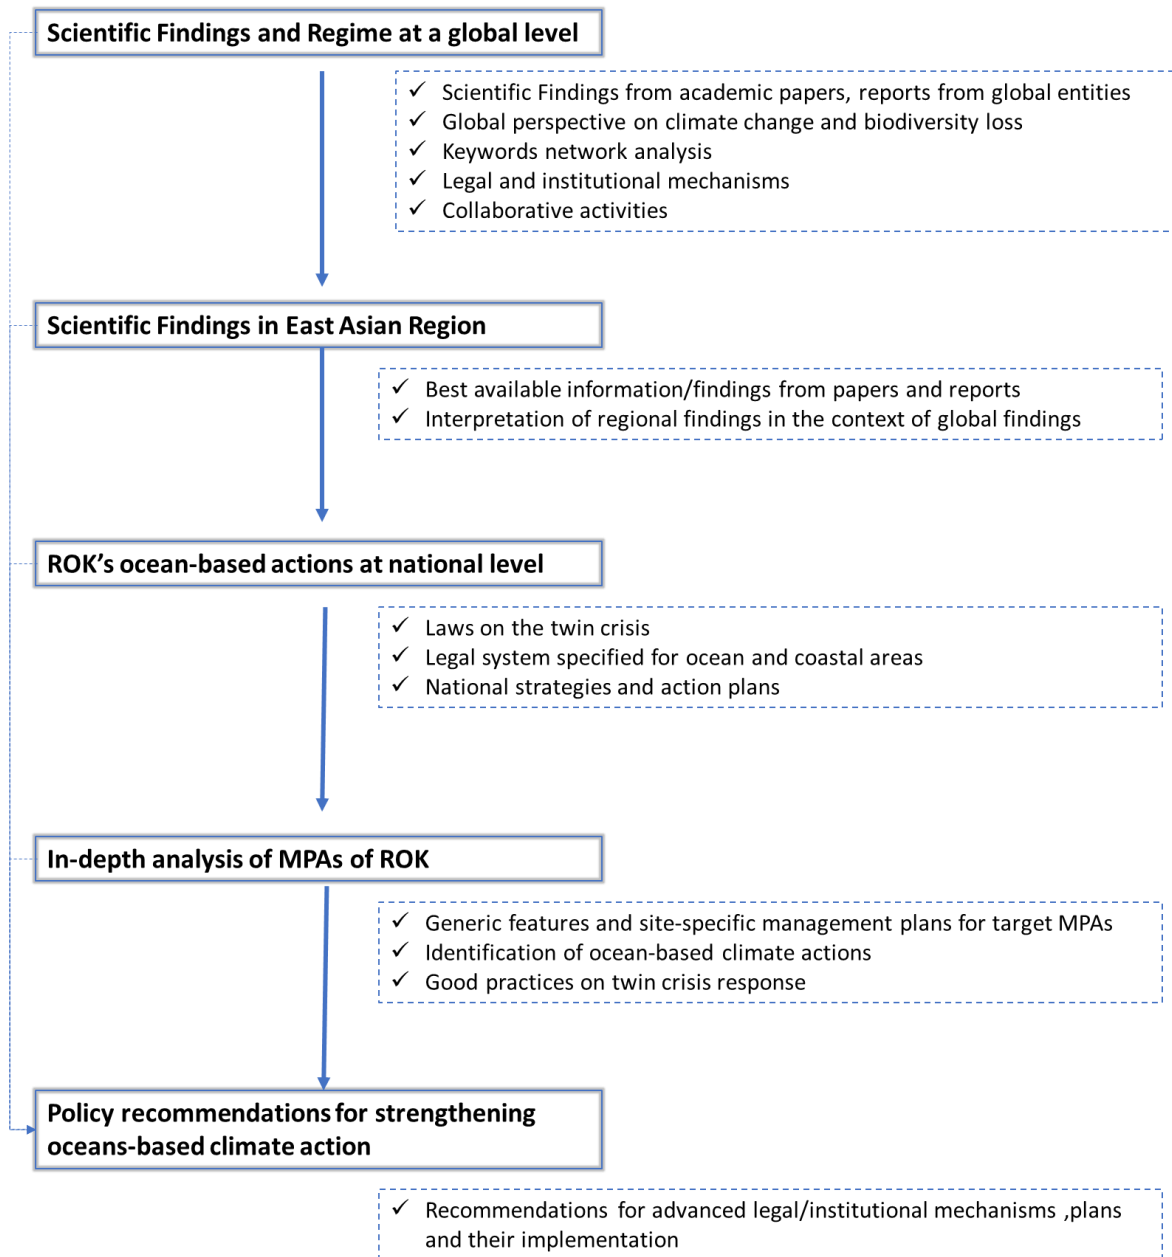 Scientific Findings and Regime at a global level
✓ Scientific Findings from academic papers, reports from global entities
✓ Global perspective on climate change and biodiversity loss
✓ Keywords network analysis
✓ Legal and institutional mechanisms
✓ Collaborative activities
Scientific Findings in East Asian Region
✓ Best available information/findings from papers and reports
✓ Interpretation of regional findings in the context of global findings
ROK’s ocean-based actions at national level
✓ Laws on the twin crisis
✓ Legal system specified for ocean and coastal areas
✓ National strategies and action plans
In-depth analysis of MPAs of ROK
✓ Generic features and site-specific management plans for target MPAs
✓ Identification of ocean-based climate actions
✓ Good practices on twin crisis response
Policy recommendations for strengthening
oceans-based climate action
✓ Recommendations for advanced legal/institutional mechanisms ,plans
and their implementation